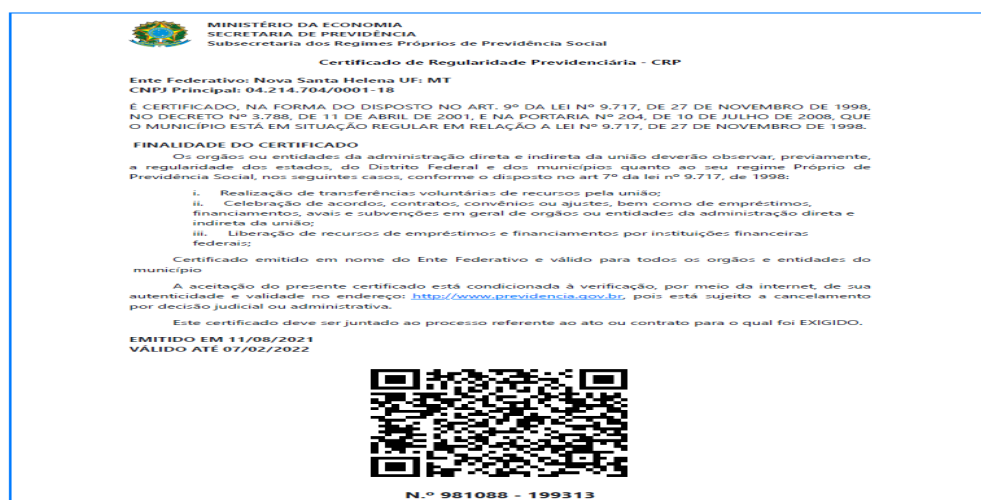 MINISTÉRIO DA ECONOMIA
SECRETARIA DE PREVIDÊNCIA
Subsecretaria dos Regimes Próprios de Previdência Social
Certificado de Regularidade Previdenciária - CRP
Ente Federativo: Nova Santa Helena UF: MT
CNPJ Principal: 04.214.704/0001-18
É CERTIFICADO, NA FORMA DO DISPOSTO NO ART. 9º DA LEI Nº 9.717, DE 27 DE NOVEMBRO DE 1998,
NO DECRETO Nº 3.788, DE 11 DE ABRIL DE 2001, E NA PORTARIA Nº 204, DE 10 DE JULHO DE 2008, QUE
O MUNICÍPIO ESTÁ EM SITUAÇÃO REGULAR EM RELAÇÃO A LEI Nº 9.717, DE 27 DE NOVEMBRO DE 1998.
FINALIDADE DO CERTIFICADO
Os orgãos ou entidades da administração direta e indireta da união deverão observar, previamente,
a regularidade dos estados, do Distrito Federal e dos municípios quanto ao seu regime Próprio de
Previdência Social, nos seguintes casos, conforme o disposto no art 7º da lei nº 9.717, de 1998:
i. Realização de transferências voluntárias de recursos pela união;
ii. Celebração de acordos, contratos, convênios ou ajustes, bem como de empréstimos,
financiamentos, avais e subvenções em geral de orgãos ou entidades da administração direta e
indireta da união;
iii. Liberação de recursos de empréstimos e financiamentos por instituições financeiras
federais;
Certificado emitido em nome do Ente Federativo e válido para todos os orgãos e entidades do
município
A aceitação do presente certificado está condicionada à verificação, por meio da internet, de sua
autenticidade e validade no endereço: http://www.previdencia.gov.br, pois está sujeito a cancelamento
por decisão judicial ou administrativa.
Este certificado deve ser juntado ao processo referente ao ato ou contrato para o qual foi EXIGIDO.
EMITIDO EM 11/08/2021
VÁLIDO ATÉ 07/02/2022
N.º 981088 - 199313